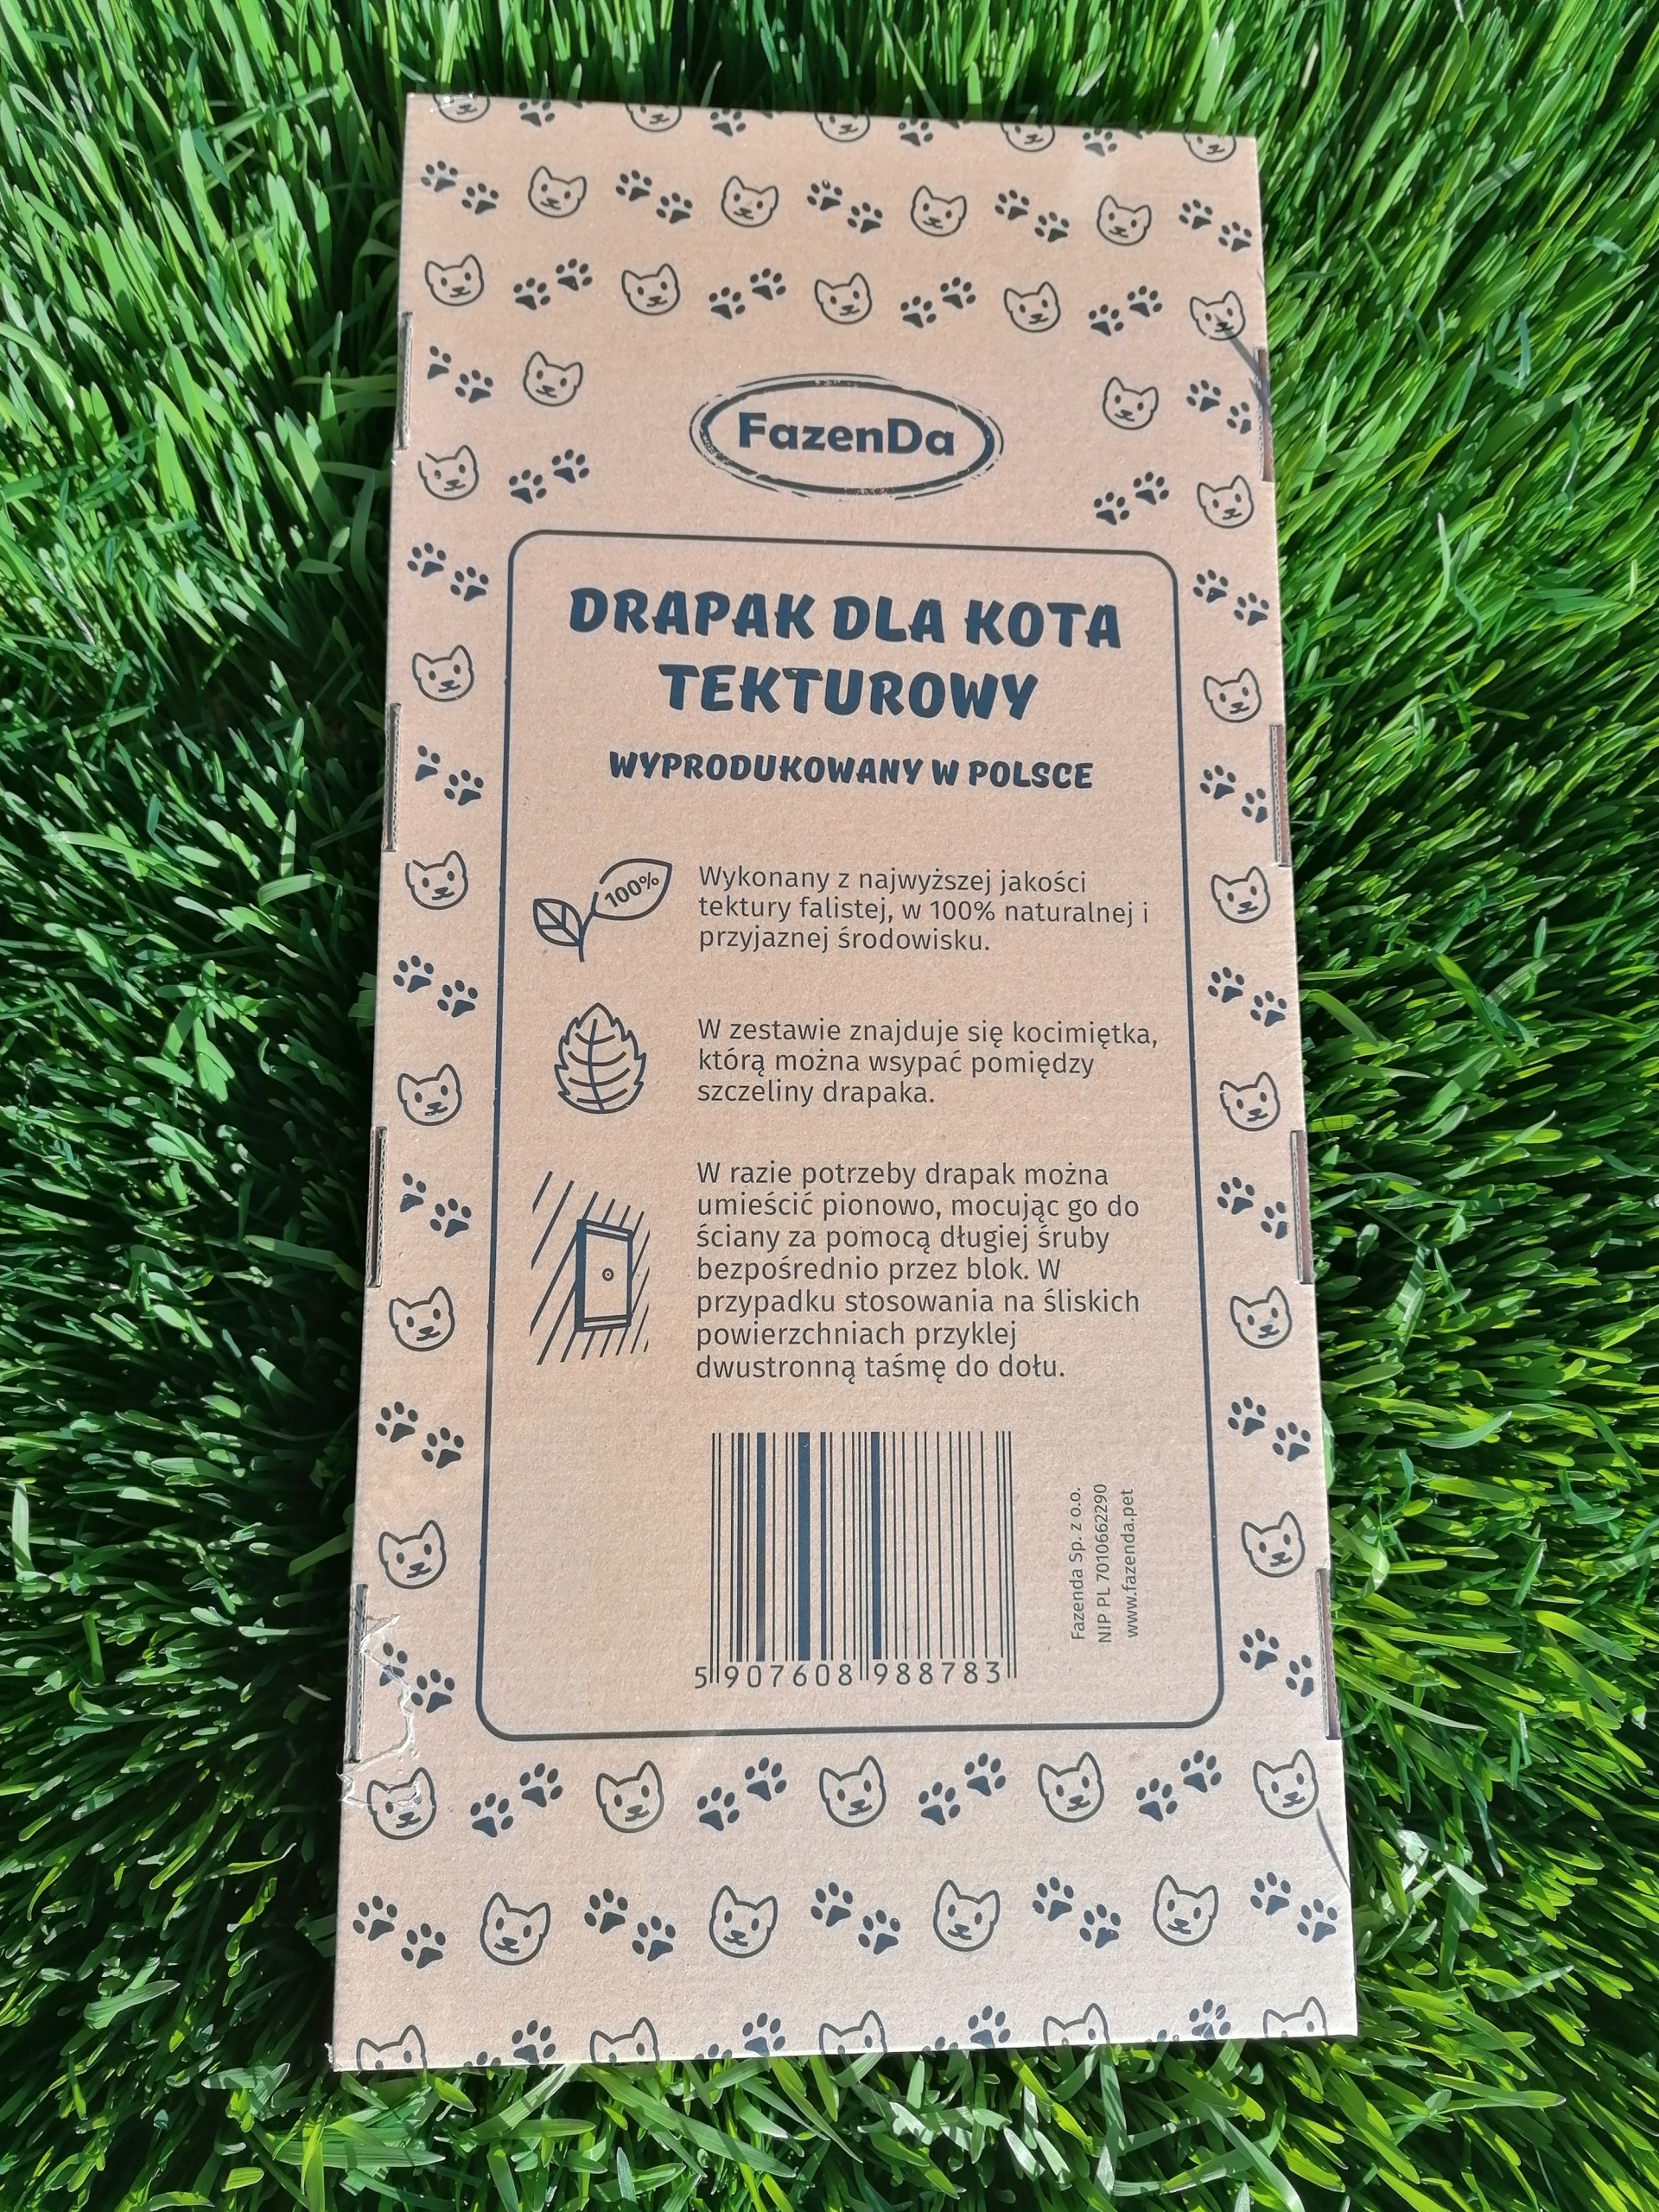 FazenDa
DRAPAK DLA KOTA
TEKTUROWY
WYPRODUKOWANY W POLSCE
100%
Wykonany z najwyższej jakości
tektury falistej, w 100% naturalnej i
przyjaznej środowisku.
W zestawie znajduje się kocimiętka,
którą można wsypać pomiędzy
szczeliny drapaka.
W razie potrzeby drapak można
umieścić pionowo, mocując go do
ściany za pomocą długiej śruby
bezpośrednio przez blok. W
przypadku stosowania na śliskich
powierzchniach przyklej
dwustronną taśmę do dołu.
5 907608 988783
Fazenda Sp. z o.o.
NIP PL 7010662290
www.fazenda.pet